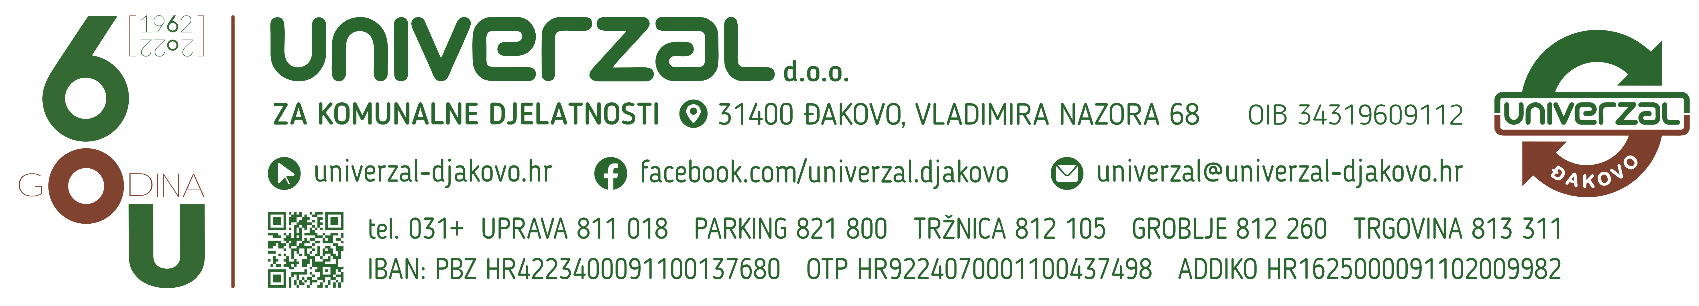 [1962
2022]
60 GODINA
U
UNIVERZAL d.o.o.
ZA KOMUNALNE DJELATNOSTI 31400 ĐAKOVO, VLADIMIRA NAZORA 68 OIB 34319609112
univerzal-djakovo.hr facebook.com/univerzal.djakovo univerzal@univerzal-djakovo.hr
tel. 031+ UPRAVA 811 018 PARKING 821 800 TRŽNICA 812 105 GROBLJE 812 260 TRGOVINA 813 311
IBAN: PBZ HR4223400091100137680 OTP HR9224070001100437498 ADDIKO HR1625000091102009982
UNIVERZAL
ĐAKOVO